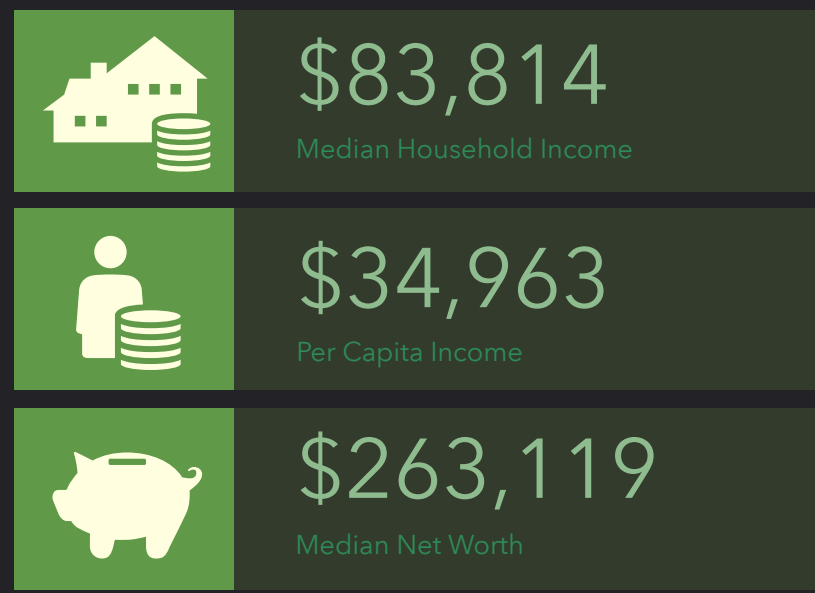 $83,814
Median Household Income
$34,963
Per Capita Income
$263,119
Median Net Worth